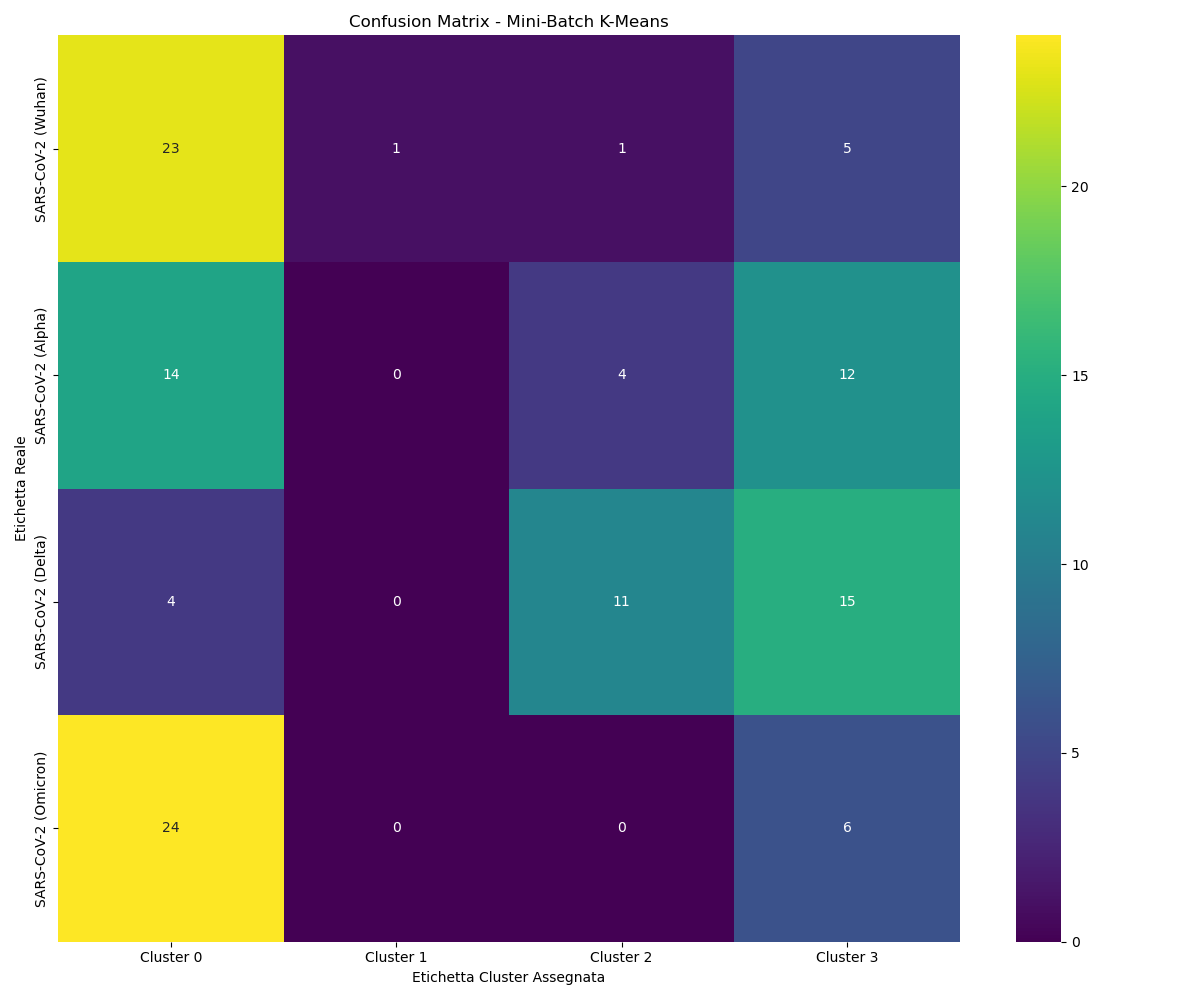 Confusion Matrix - Mini-Batch K-Means
Etichetta Reale
SARS-CoV-2 (Wuhan)
23 1 1 5
SARS-CoV-2 (Alpha)
14 0 4 12
SARS-CoV-2 (Delta)
4 0 11 15
SARS-CoV-2 (Omicron)
24 0 0 6
Cluster 0 Cluster 1 Cluster 2 Cluster 3
Etichetta Cluster Assegnata
20
15
10
5
0